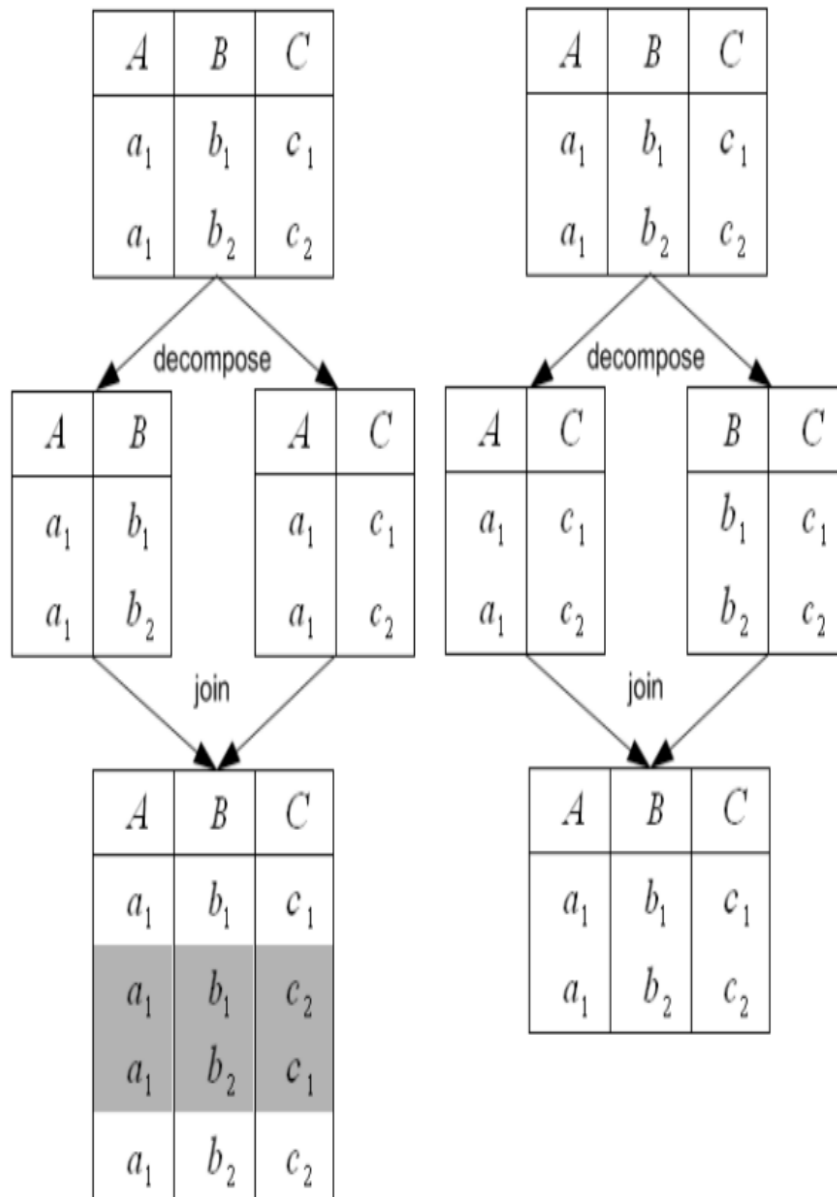 A B C A B C
a₁ b₁ c₁ a₁ b₁ c₁
a₁ b₂ c₂ a₁ b₂ c₂
decompose decompose
A B A C A C B C
a₁ b₁ a₁ c₁ a₁ c₁ b₁ c₁
a₁ b₂ a₁ c₂ a₁ c₂ b₂ c₂
join join
A B C A B C
a₁ b₁ c₁ a₁ b₁ c₁
a₁ b₁ c₂ a₁ b₂ c₂
a₁ b₂ c₁
a₁ b₂ c₂